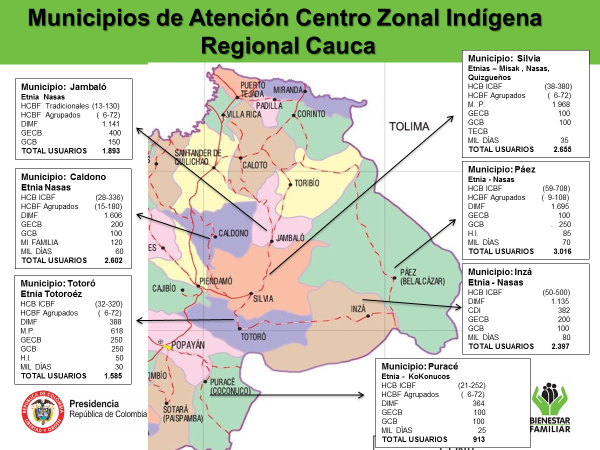 Municipios de Atención Centro Zonal Indígena
Regional Cauca
Municipio: Jambaló
Etnia Nasas
HCBF Tradicionales (13-130)
HCBF Agrupados ( 6-72)
DIMF 1.141
GECB 400
GCB 150
TOTAL USUARIOS 1.893
Municipio: Caldono
Etnia Nasas
HCB ICBF (28-336)
HCBF Agrupados (15-180)
DIMF 1.606
GECB 200
GCB 100
MI FAMILIA 120
MIL DÍAS 60
TOTAL USUARIOS 2.602
Municipio: Totoró
Etnia Totoroéz
HCB ICBF (32-320)
HCBF Agrupados ( 6-72)
DIMF 388
M.P. 618
GECB 250
GCB 250
H.I. 50
MIL DÍAS 30
TOTAL USUARIOS 1.585
Presidencia
República de Colombia
PUERTO
TEJADA
MIRANDA
PADILLA
VILLA RICA
CORINTO
TOLIMA
SANTANDER DE
QUILICHAO
CALOTO
TORIBÍO
CALDONO
JAMBALÓ
ES
PIENDAMÓ
CAJBÍO
SILVIA
PÁEZ
(BELALCÁZAR)
INZÁ
TOTORÓ
POPAYÁN
MBÍO
PURACÉ
(COCONUCO)
SOTARÁ
(PAISPAMBA)
Municipio: Silvia
Etnias – Misak , Nasas,
Quizgueños
HCB ICBF (38-380)
HCBF Agrupados ( 6-72)
M. P. 1.968
GECB 100
GCB 100
TECB
MIL DIAS 35
TOTAL USUARIOS 2.655
Municipio: Páez
Etnia - Nasas
HCB ICBF (59-708)
HCBF Agrupados ( 9-108)
DIMF 1.695
GECB 100
GCB . 250
H.I. 85
MIL DÍAS 70
TOTAL USUARIOS 3.016
Municipio: Inzá
Etnia - Nasas
HCB ICBF (50-500)
DIMF 1.135
CDI 382
GECB 200
GCB 100
MIL DÍAS 80
TOTAL USUARIOS 2.397
Municipio: Puracé
Etnia - KoKonucos
HCB ICBF (21-252)
HCBF Agrupados ( 6-72)
DIMF 364
GECB 100
GCB 100
MIL DÍAS 25
TOTAL USUARIOS 913
BIENESTAR
FAMILIAR